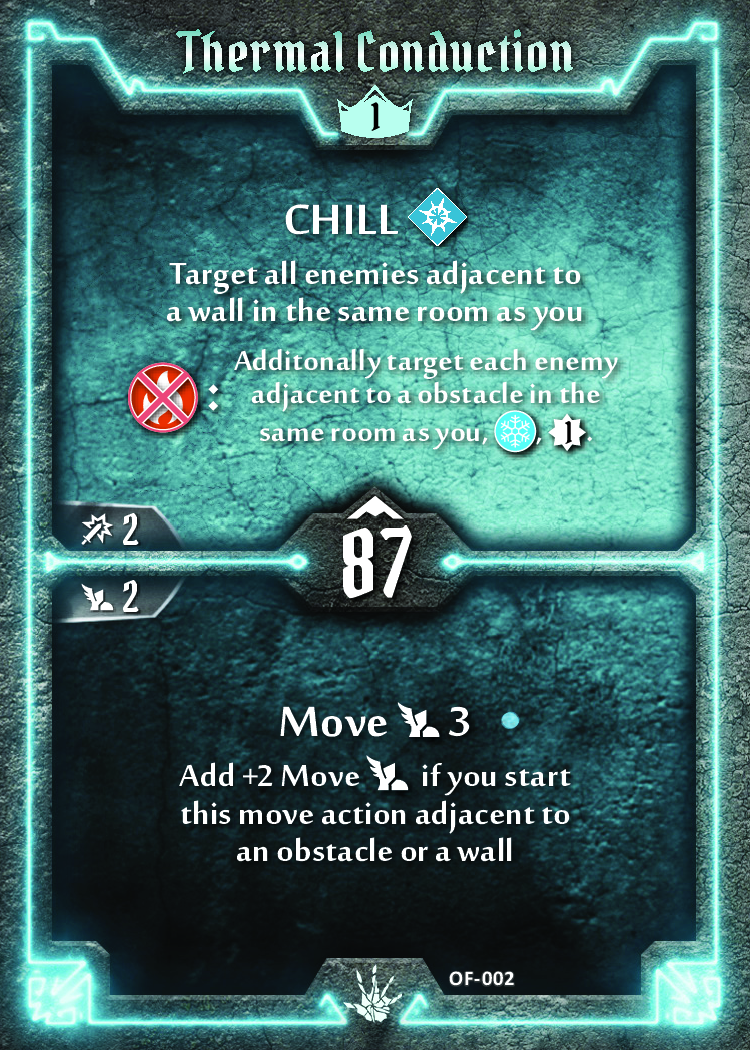 Thermal Conduction
1
CHILL
Target all enemies adjacent to
a wall in the same room as you
Additonally target each enemy
: adjacent to a obstacle in the
same room as you, , 1.
2
87
2
Move 3
Add +2 Move if you start
this move action adjacent to
an obstacle or a wall
OF-002